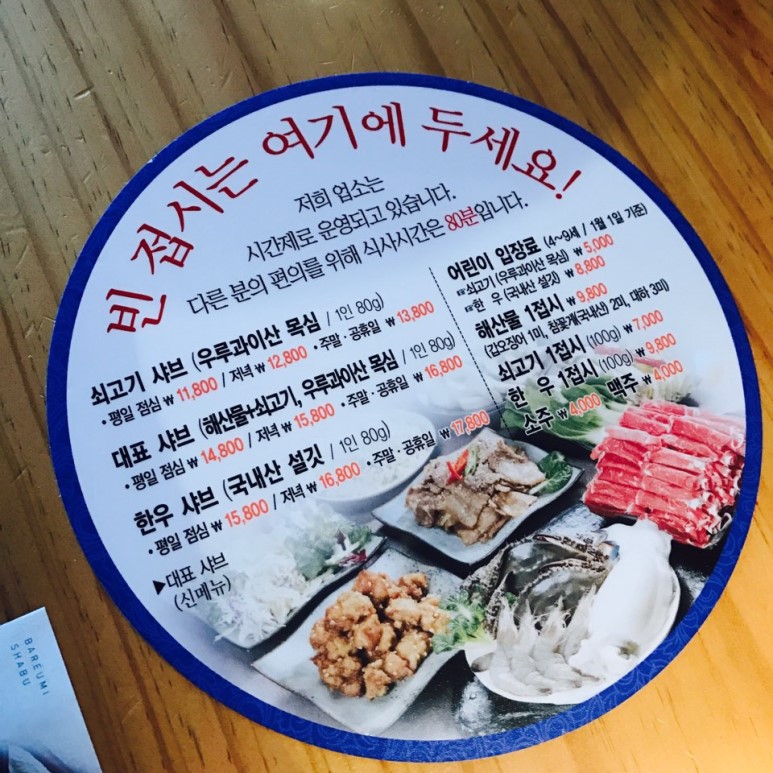 빈 접시는 여기에 두세요!
저희 업소는
시간제로 운영되고 있습니다.
다른 분의 편의를 위해 식사시간은 80분입니다.
쇠고기 샤브 (우루과이산 목심 / 1인 80g)
• 평일 점심 ₩ 11,800 / 저녁 ₩ 12,800 • 주말 · 공휴일 ₩ 13,800
대표 샤브 (해산물+쇠고기, 우루과이산 목심 / 1인 80g)
• 평일 점심 ₩ 14,800 / 저녁 ₩ 15,800 • 주말 · 공휴일 ₩ 16,800
한우 샤브 (국내산 설깃 / 1인 80g)
• 평일 점심 ₩ 15,800 / 저녁 ₩ 16,800 • 주말 · 공휴일 ₩ 17,800
▶대표 샤브
(신메뉴)
어린이 입장료 (4~9세 / 1월 1일 기준)
☞쇠고기 (우루과이산 목심) ₩ 5,000
☞한 우 (국내산 설깃) ₩ 8,800
해산물 1접시 ₩ 9,800
(갑오징어 1미, 참꽃게(국내산) 2미, 대하 3미)
쇠고기 1접시 (100g) ₩ 7,000
한 우 1접시 (100g) ₩ 9,800
소주 ₩ 4,000 맥주 ₩ 4,000
BAREUMI
SHABU